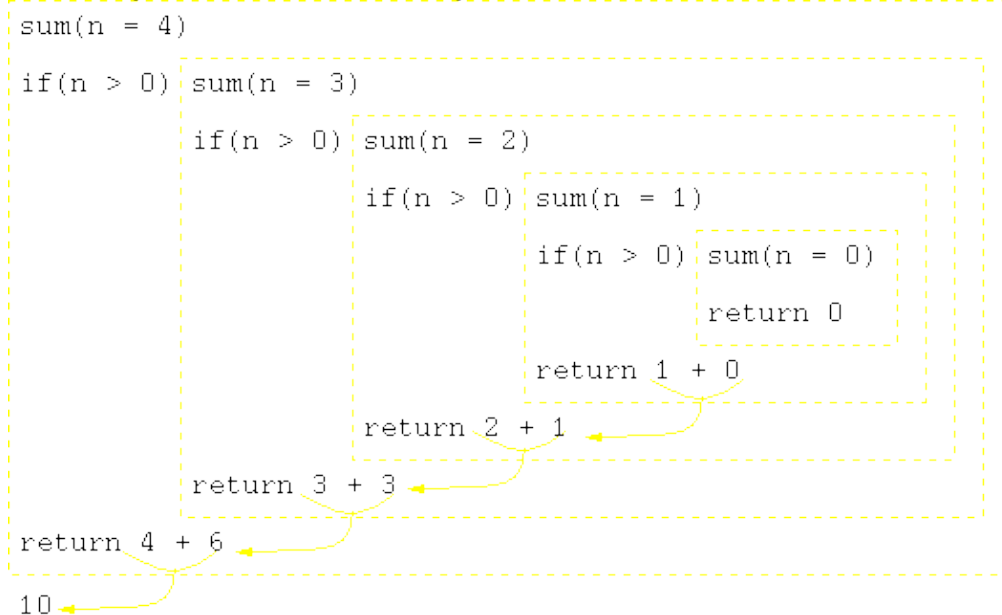 sum(n = 4)
if(n > 0) sum(n = 3)
if(n > 0) sum(n = 2)
if(n > 0) sum(n = 1)
if(n > 0) sum(n = 0)
return 0
return 1 + 0
return 2 + 1
return 3 + 3
return 4 + 6
10